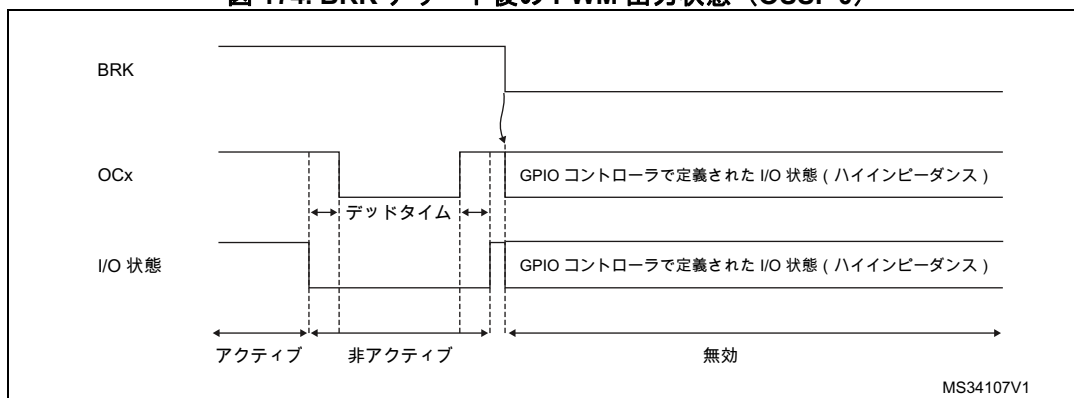 BRK
OCx
GPIO コントローラで定義された I/O 状態 ( ハイインピーダンス )
デッドタイム
I/O 状態
GPIO コントローラで定義された I/O 状態 ( ハイインピーダンス )
アクティブ
非アクティブ
無効
MS34107V1